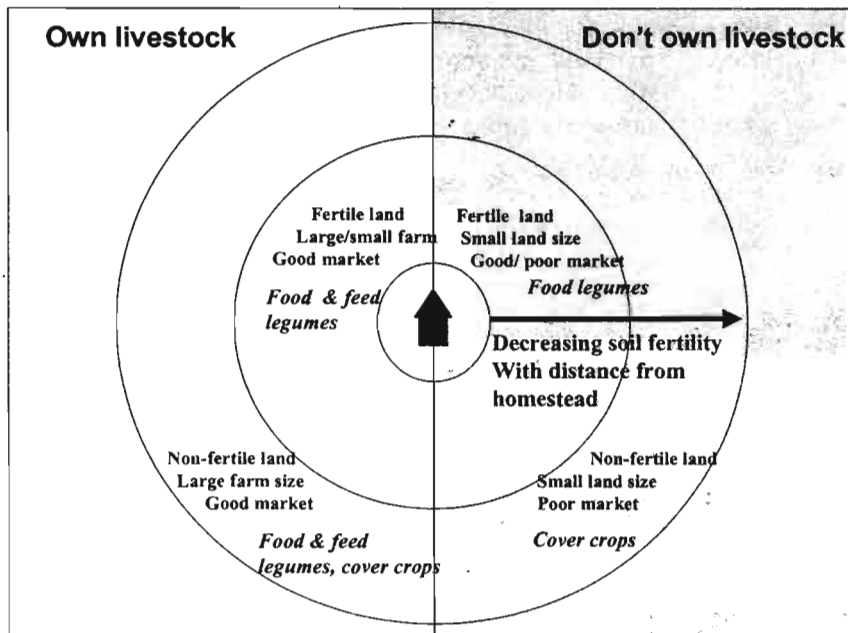 Own livestock
Don't own livestock
Fertile land
Large/small farm
Good market
Food & feed
legumes
Fertile land
Small land size
Good/ poor market
Food legumes
Decreasing soil fertility
With distance from
homestead
Non-fertile land
Large farm size
Good market
Food & feed
legumes, cover crops
Non-fertile land
Small land size
Poor market
Cover crops